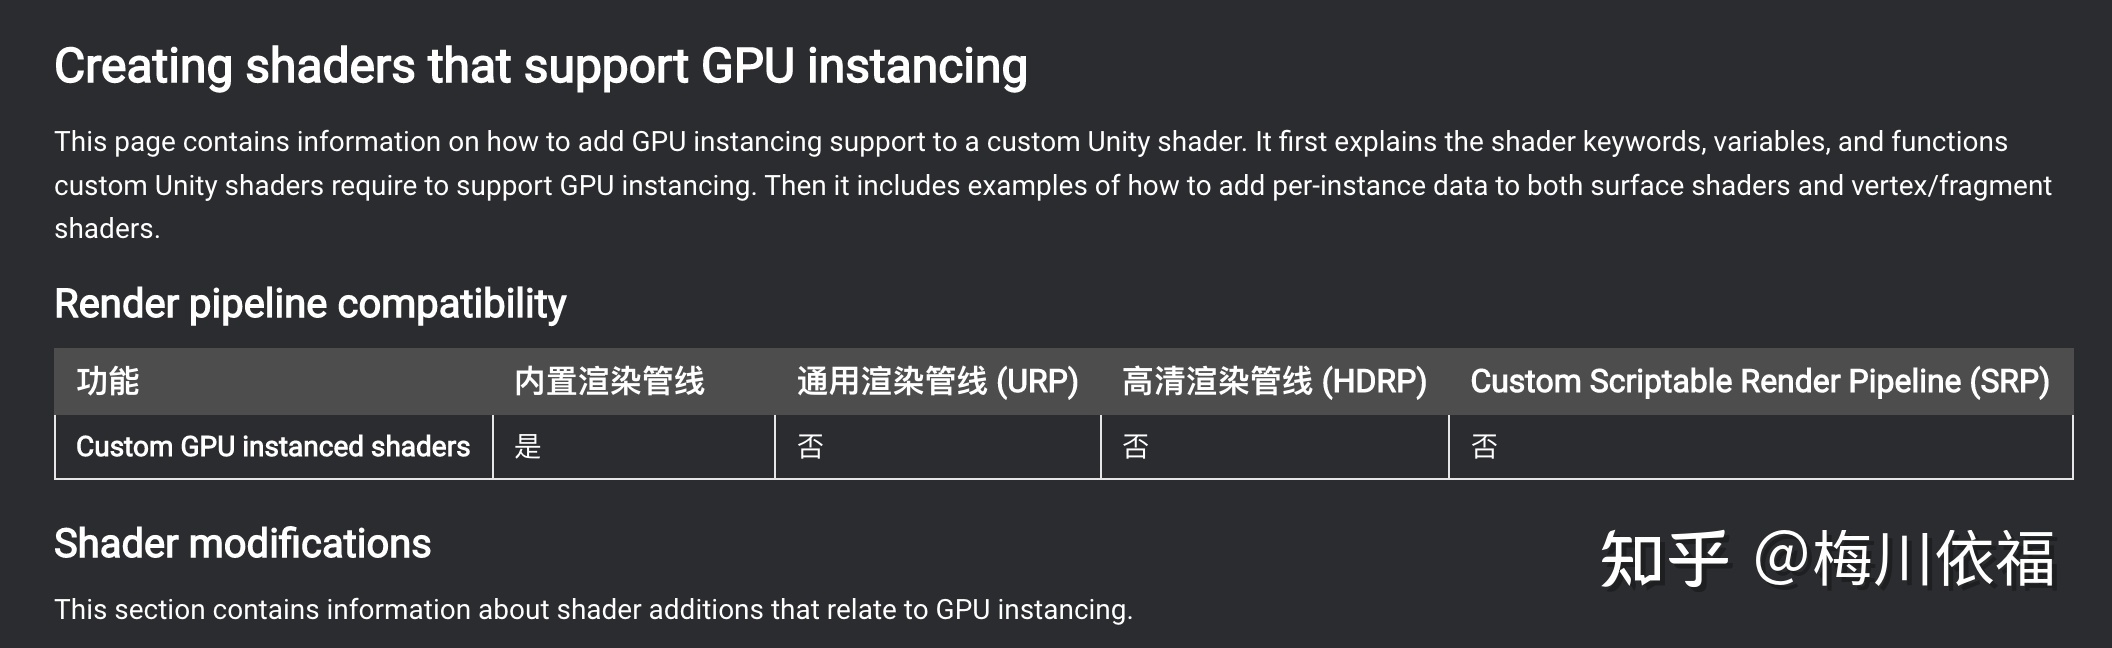 Creating shaders that support GPU instancing
This page contains information on how to add GPU instancing support to a custom Unity shader. It first explains the shader keywords, variables, and functions
custom Unity shaders require to support GPU instancing. Then it includes examples of how to add per-instance data to both surface shaders and vertex/fragment
shaders.
Render pipeline compatibility
功能 内置渲染管线 通用渲染管线 (URP) 高清渲染管线 (HDRP) Custom Scriptable Render Pipeline (SRP)
Custom GPU instanced shaders 是 否 否 否
Shader modifications
知乎 @梅川依福
This section contains information about shader additions that relate to GPU instancing.